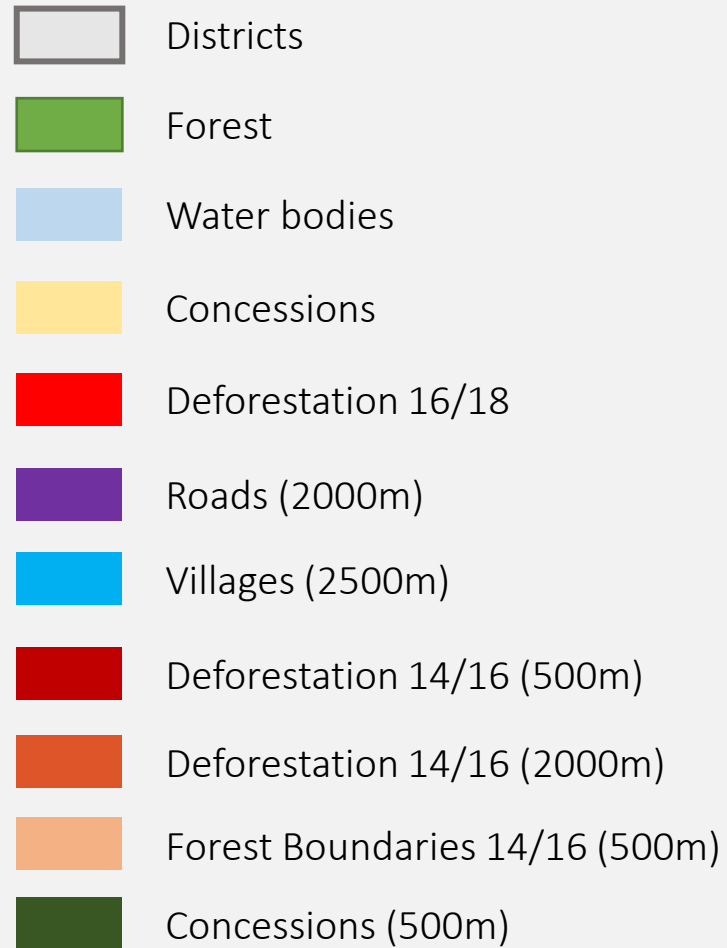 Districts
Forest
Water bodies
Concessions
Deforestation 16/18
Roads (2000m)
Villages (2500m)
Deforestation 14/16 (500m)
Deforestation 14/16 (2000m)
Forest Boundaries 14/16 (500m)
Concessions (500m)